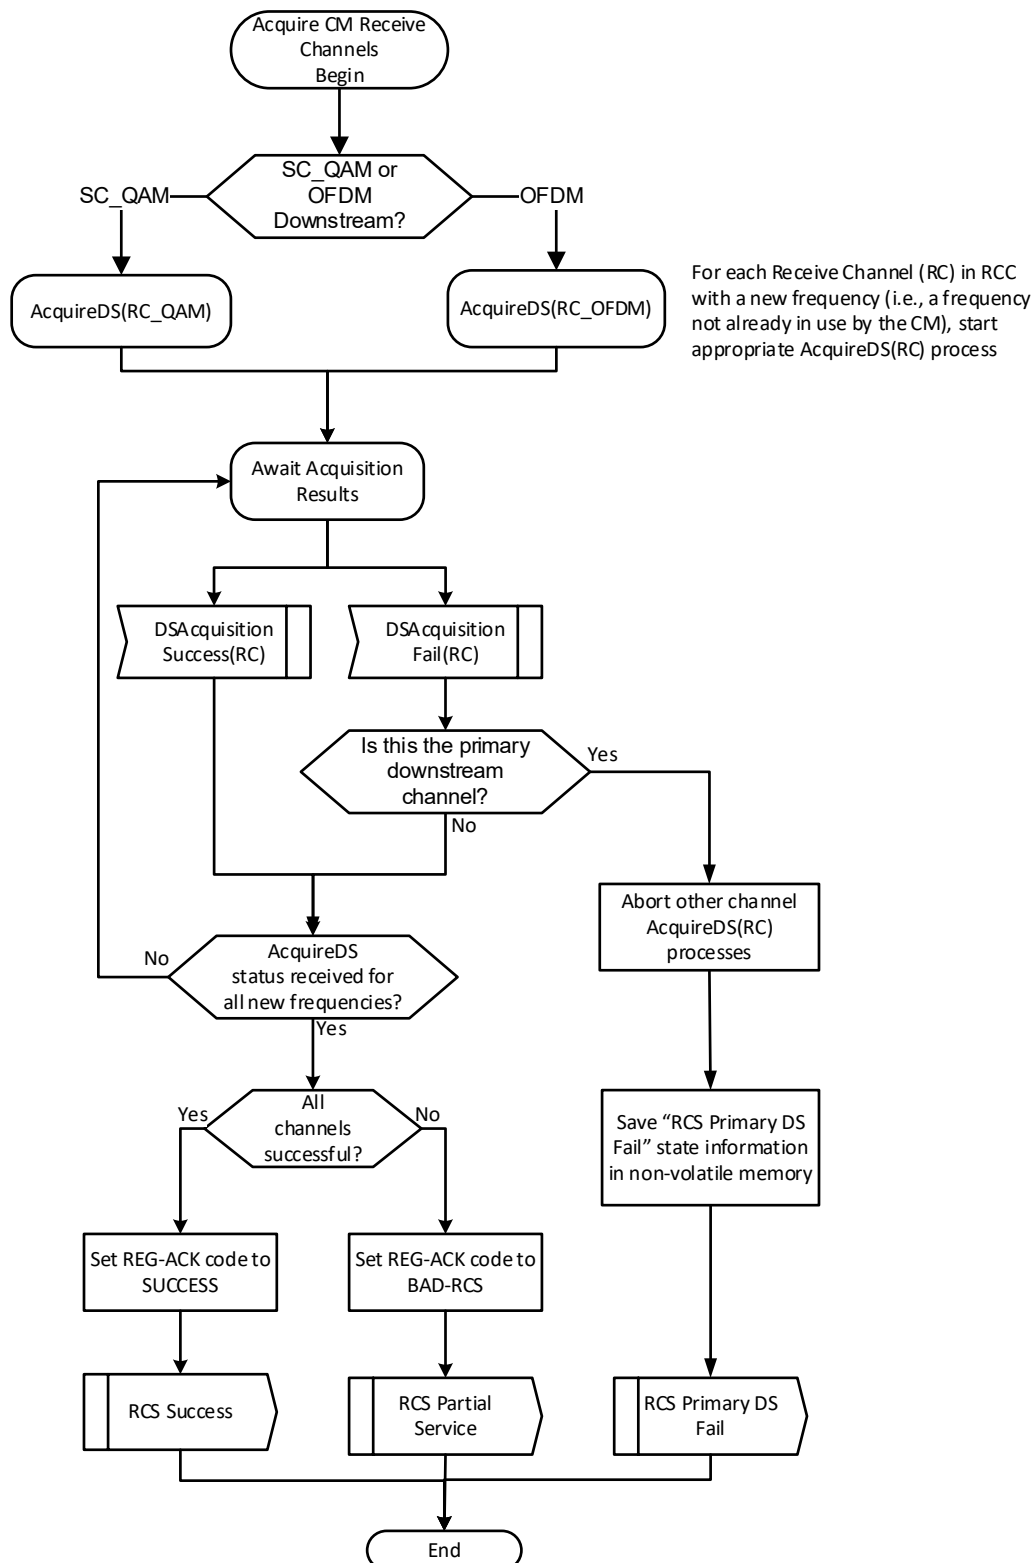 Acquire CM Receive
Channels
Begin
SC_QAM or
OFDM
Downstream?
SC_QAM
OFDM
AcquireDS(RC_QAM)
AcquireDS(RC_OFDM)
For each Receive Channel (RC) in RCC
with a new frequency (i.e., a frequency
not already in use by the CM), start
appropriate AcquireDS(RC) process
Await Acquisition
Results
DSAcquisition
Success(RC)
DSAcquisition
Fail(RC)
Is this the primary
downstream
channel?
Yes
No
Abort other channel
AcquireDS(RC)
processes
AcquireDS
status received for
all new frequencies?
No
Yes
All
channels
successful?
Yes
No
Save “RCS Primary DS
Fail” state information
in non-volatile memory
Set REG-ACK code to
SUCCESS
Set REG-ACK code to
BAD-RCS
RCS Success
RCS Partial
Service
RCS Primary DS
Fail
End